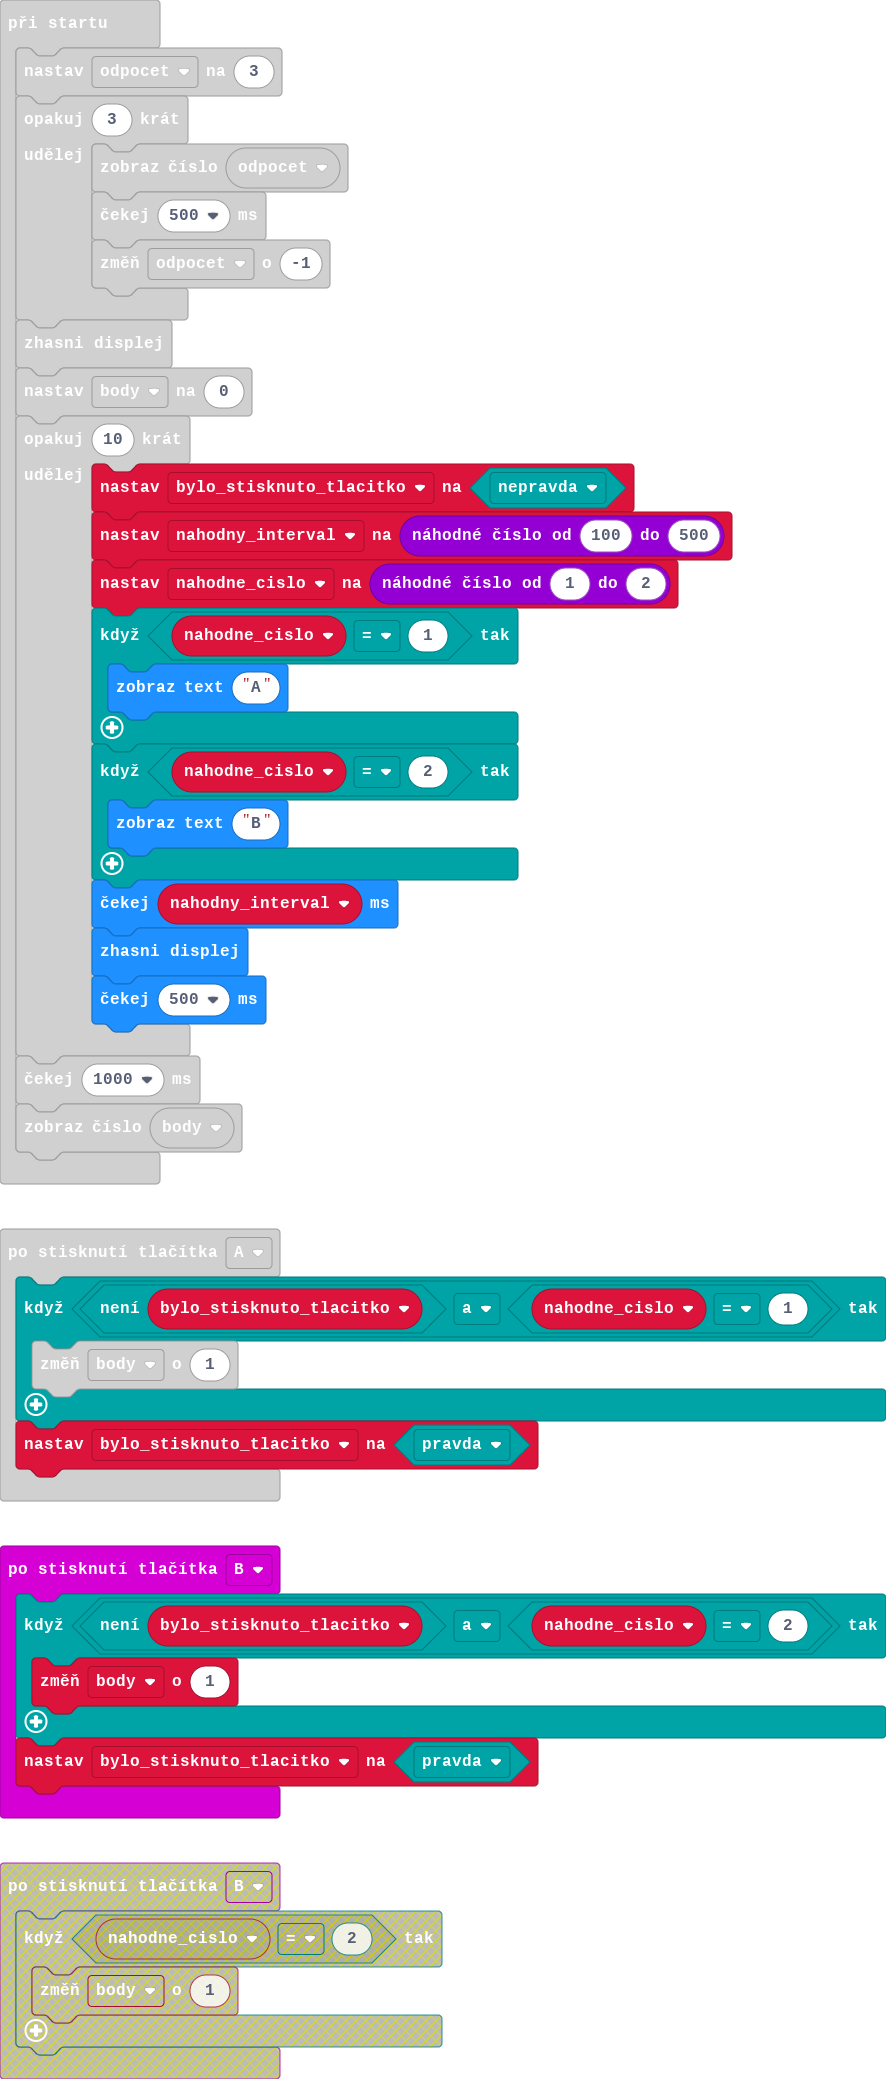 při startu
nastav odpocet na 3
opakuj 3 krát
udělej zobraz číslo odpocet
čekej 500 ms
změň odpocet o -1
zhasni displej
nastav body na 0
opakuj 10 krát
udělej nastav bylo_stisknuto_tlacitko na nepravda
nastav nahodny_interval na náhodné číslo od 100 do 500
nastav nahodne_cislo na náhodné číslo od 1 do 2
když nahodne_cislo = 1 tak
zobraz text "A"
když nahodne_cislo = 2 tak
zobraz text "B"
čekej nahodny_interval ms
zhasni displej
čekej 500 ms
čekej 1000 ms
zobraz číslo body
po stisknutí tlačítka A
když není bylo_stisknuto_tlacitko a nahodne_cislo = 1 tak
změň body o 1
nastav bylo_stisknuto_tlacitko na pravda
po stisknutí tlačítka B
když není bylo_stisknuto_tlacitko a nahodne_cislo = 2 tak
změň body o 1
nastav bylo_stisknuto_tlacitko na pravda
po stisknutí tlačítka B
když nahodne_cislo = 2 tak
změň body o 1